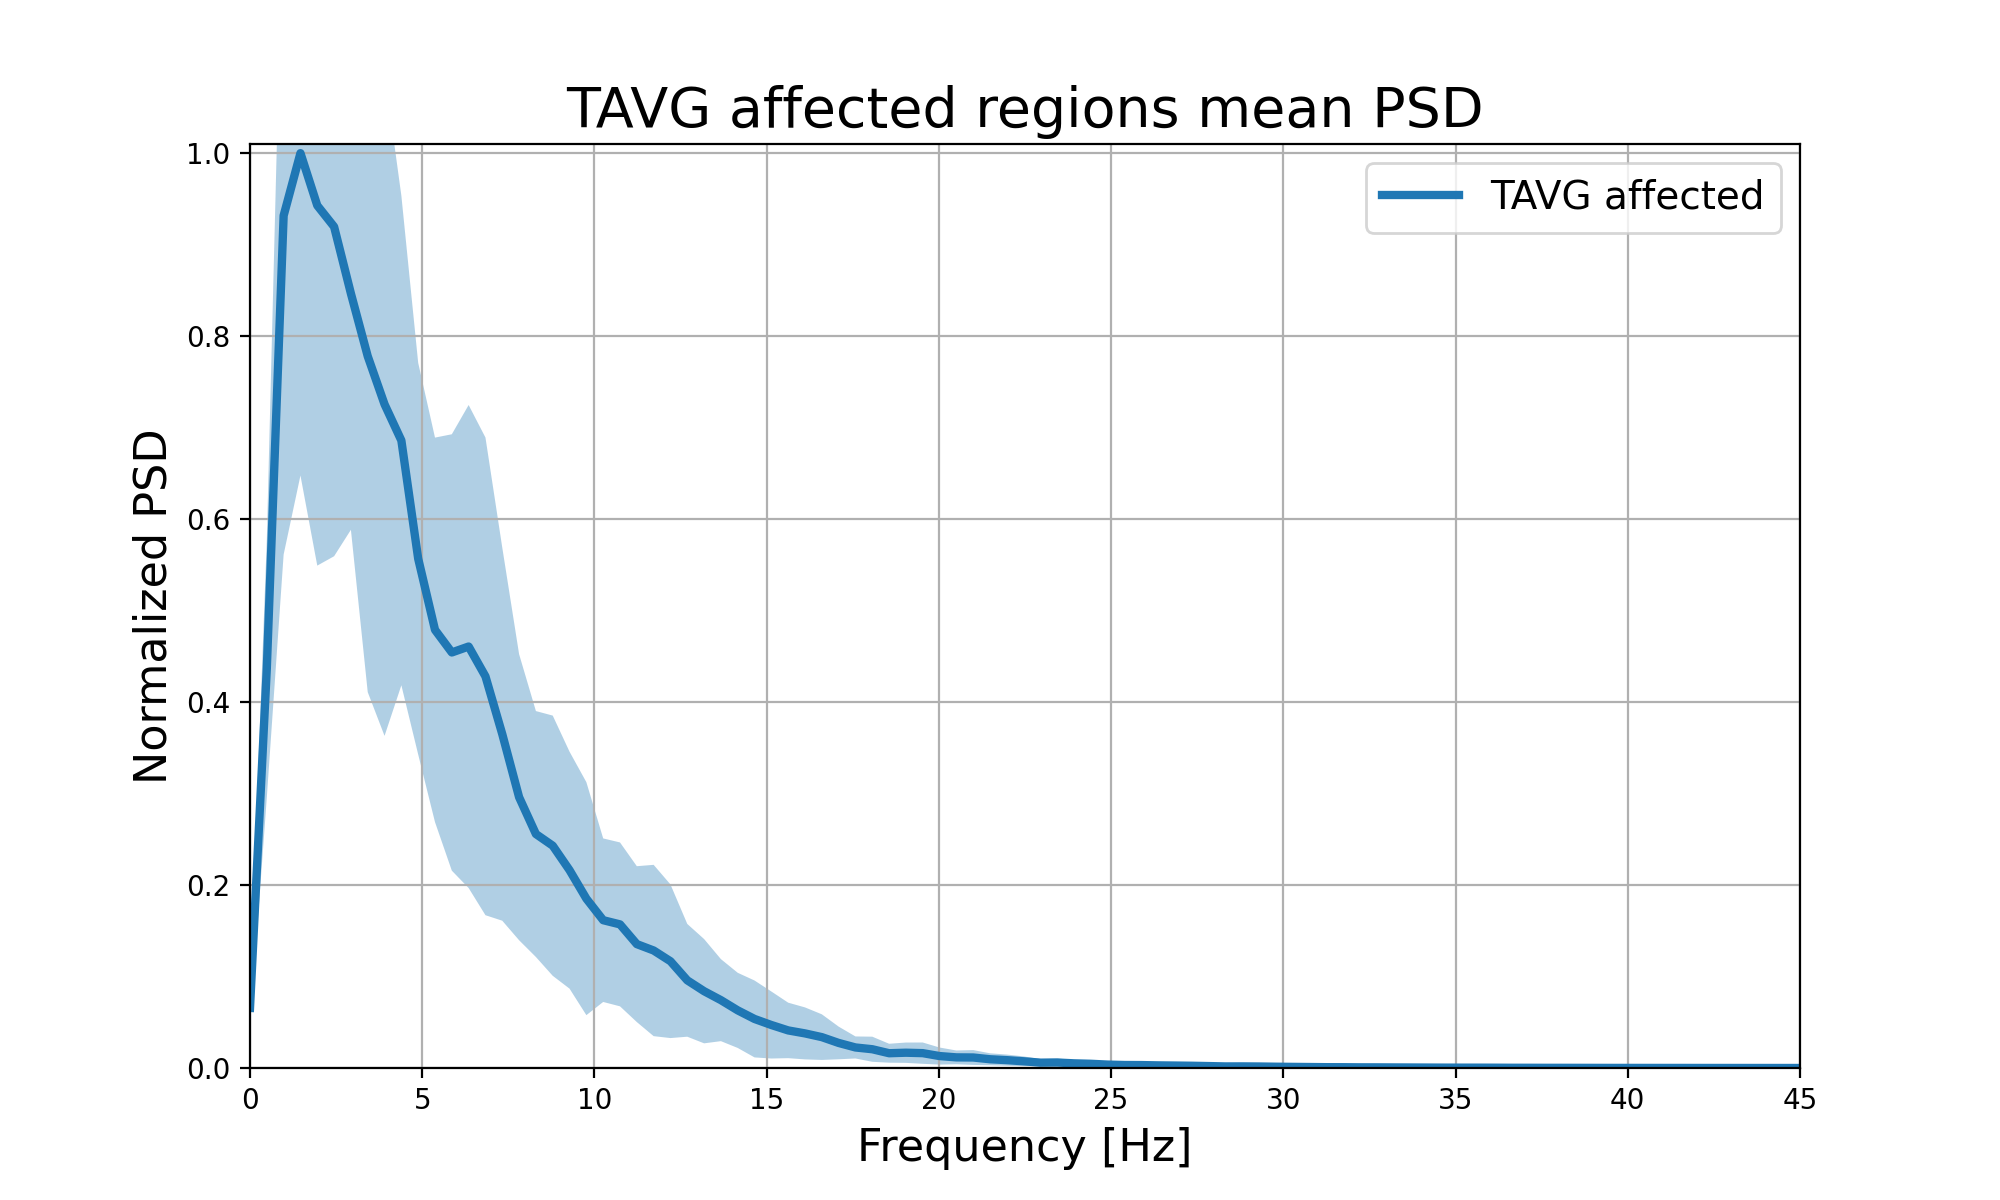 TAVG affected regions mean PSD
TAVG affected
Normalized PSD
1.0
0.8
0.6
0.4
0.2
0.0
0 5 10 15 20 25 30 35 40 45
Frequency [Hz]